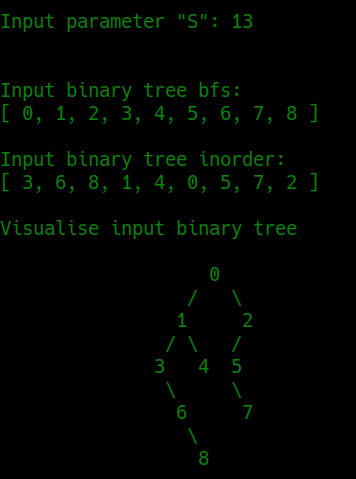 Input parameter "S": 13
Input binary tree bfs:
[ 0, 1, 2, 3, 4, 5, 6, 7, 8 ]
Input binary tree inorder:
[ 3, 6, 8, 1, 4, 0, 5, 7, 2 ]
Visualise input binary tree
0
/ \
1 2
/ \ /
3 4 5
\ \
6 7
\
8